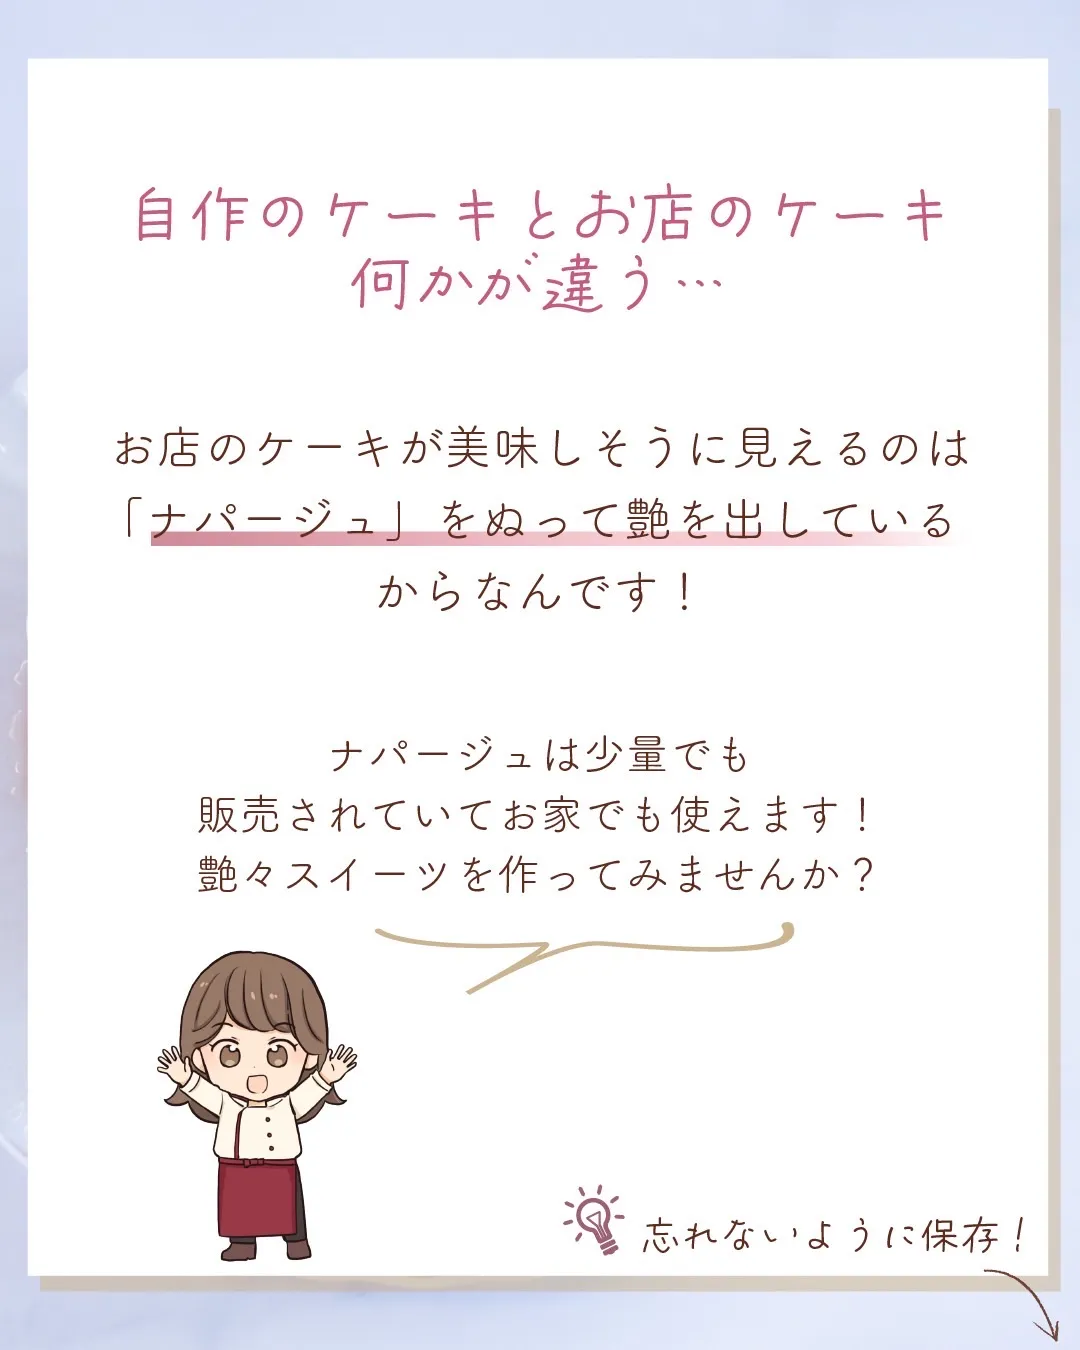 自作のケーキとお店のケーキ
何かが違う…
お店のケーキが美味しそうに見えるのは
「ナパージュ」をぬって艶を出している
からなんです！
ナパージュは少量でも
販売されていてお家でも使えます！
艶々スイーツを作ってみませんか？
忘れないように保存！